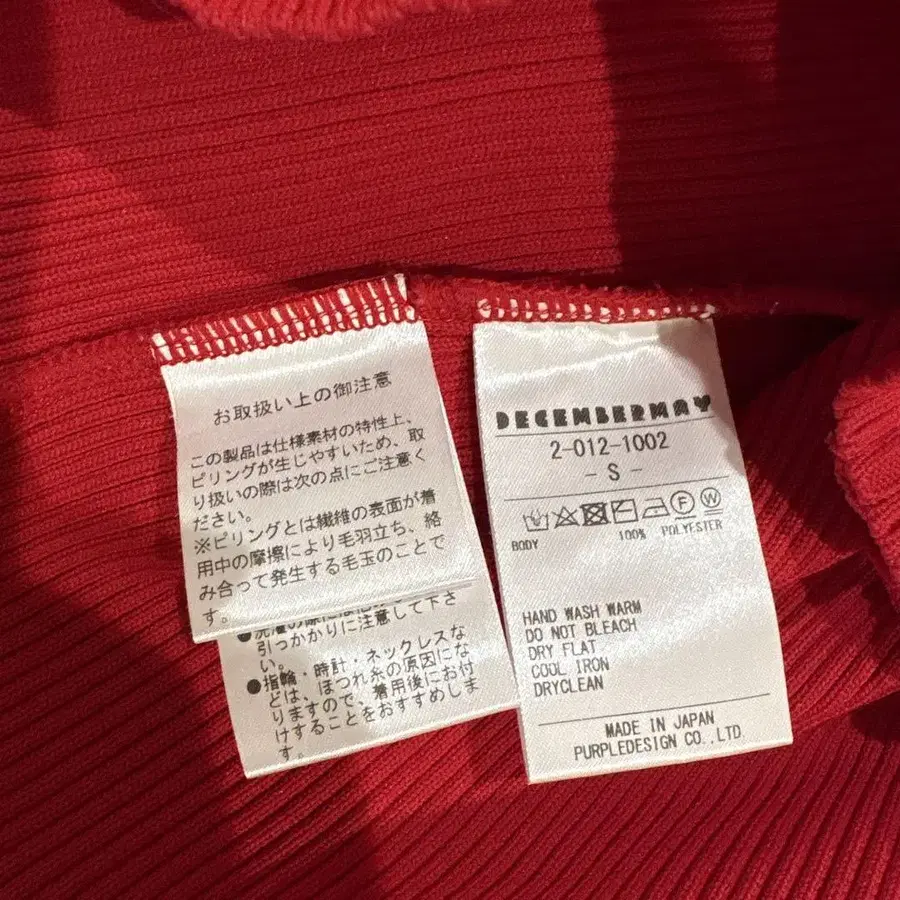 お取扱い上の御注意
この製品は仕様素材の特性上、
ピリングが生じやすいため、取
り扱いの際は次の点にご注意く
ださい。
※ピリングとは繊維の表面が着
用中の摩擦により毛羽立ち、絡
み合って発生する毛玉のことで
す。
引っかかりに注意して下さ
い。
●指輪・時計・ネックレスな
どは、ほつれ糸の原因にな
りますので、着用後にお付
けすることをおすすめしま
す。
DECEMBERMAY
2-012-1002
- S -
F W
BODY 100% POLYESTER
HAND WASH WARM
DO NOT BLEACH
DRY FLAT
COOL IRON
DRYCLEAN
MADE IN JAPAN
PURPLEDESIGN CO.,LTD.